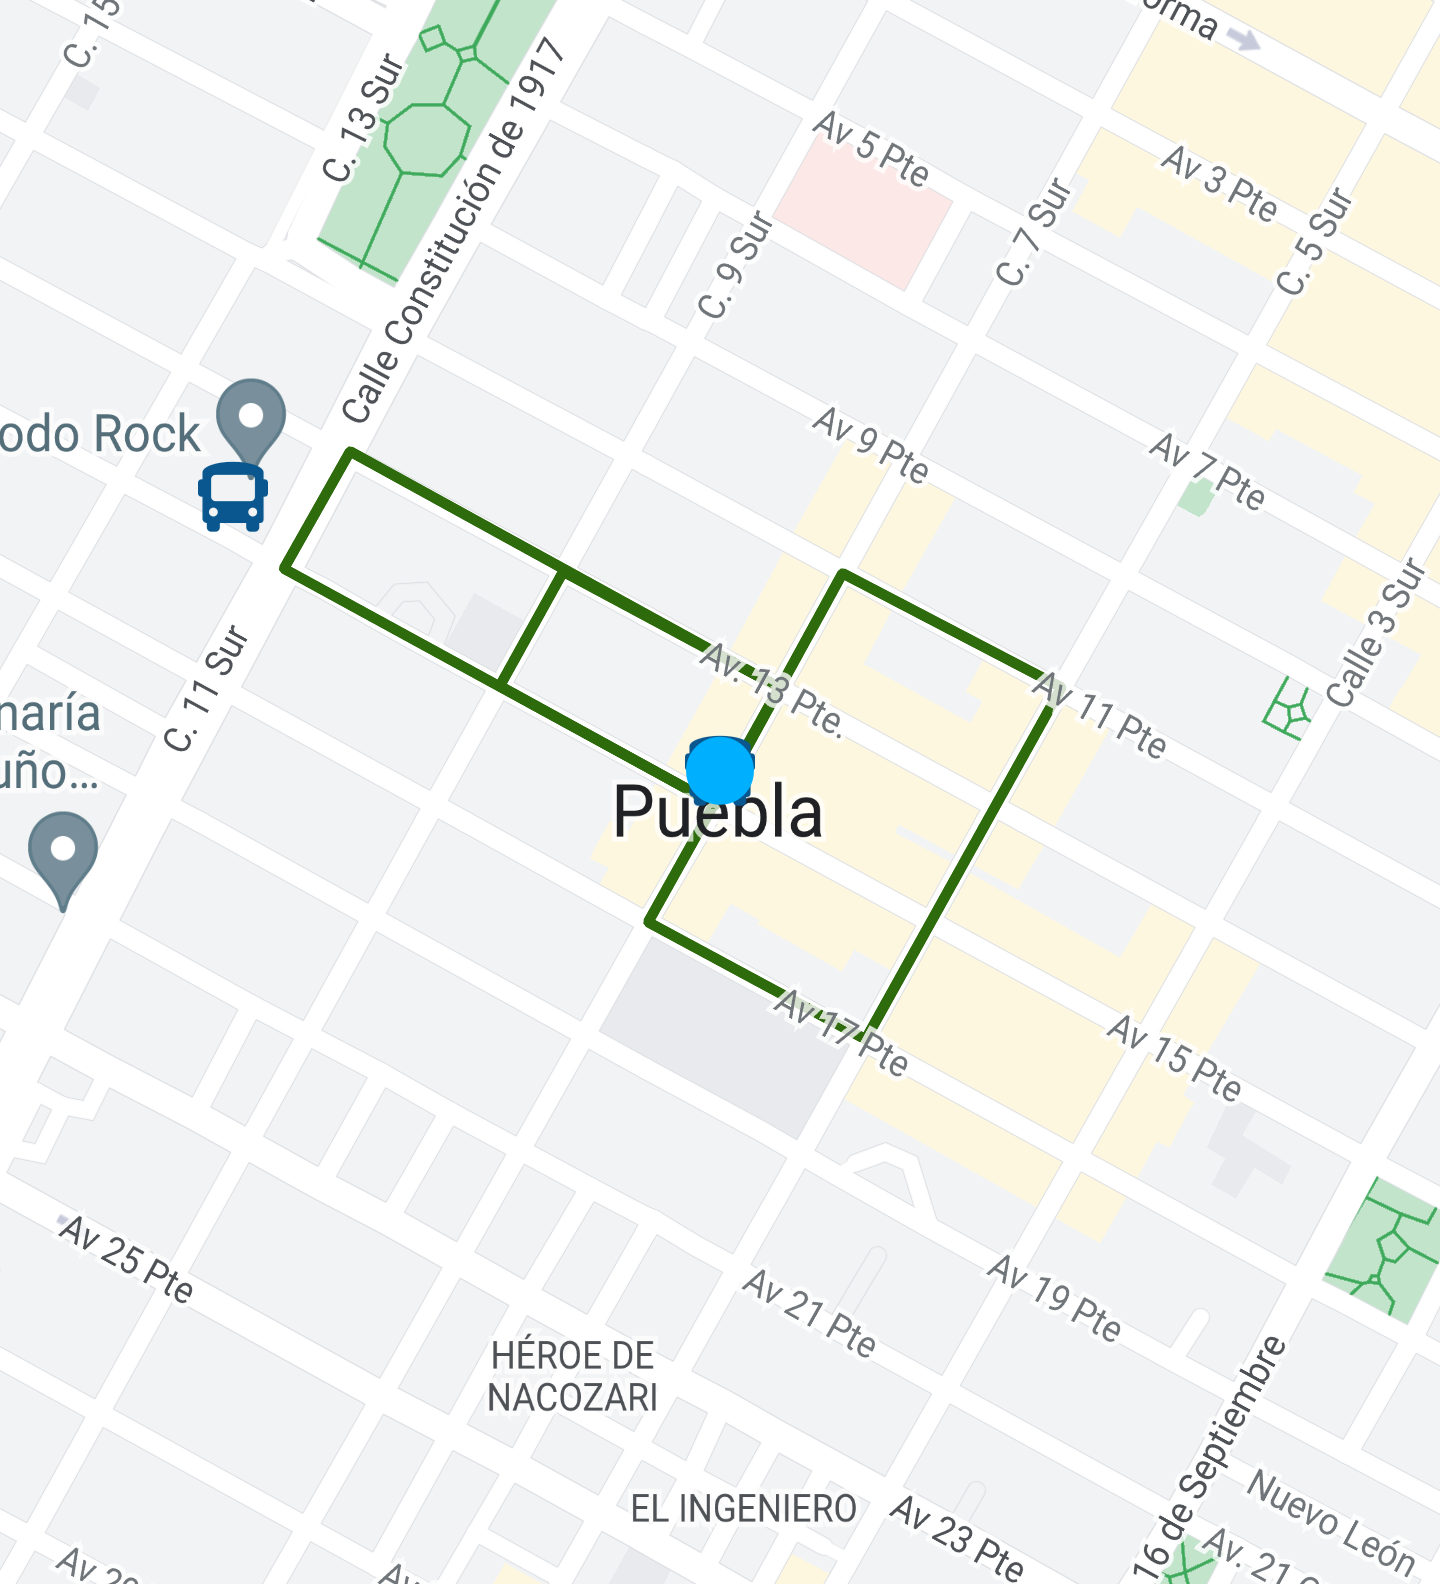 C. 15
C. 13 Sur
Calle Constitución de 1917
orma
Av 5 Pte
Av 3 Pte
C. 7 Sur
C. 5 Sur
C. 9 Sur
odo Rock
Av 9 Pte
Av 7 Pte
Calle 3 Sur
C. 11 Sur
Av. 13 Pte.
Av 11 Pte
naría
uño...
Puebla
Av 17 Pte
Av 15 Pte
Av 25 Pte
Av 21 Pte
Av 19 Pte
HÉROE DE
NACOZARI
16 de Septiembre
EL INGENIERO
Av 23 Pte
Nuevo León
Av. 21
Av
Av